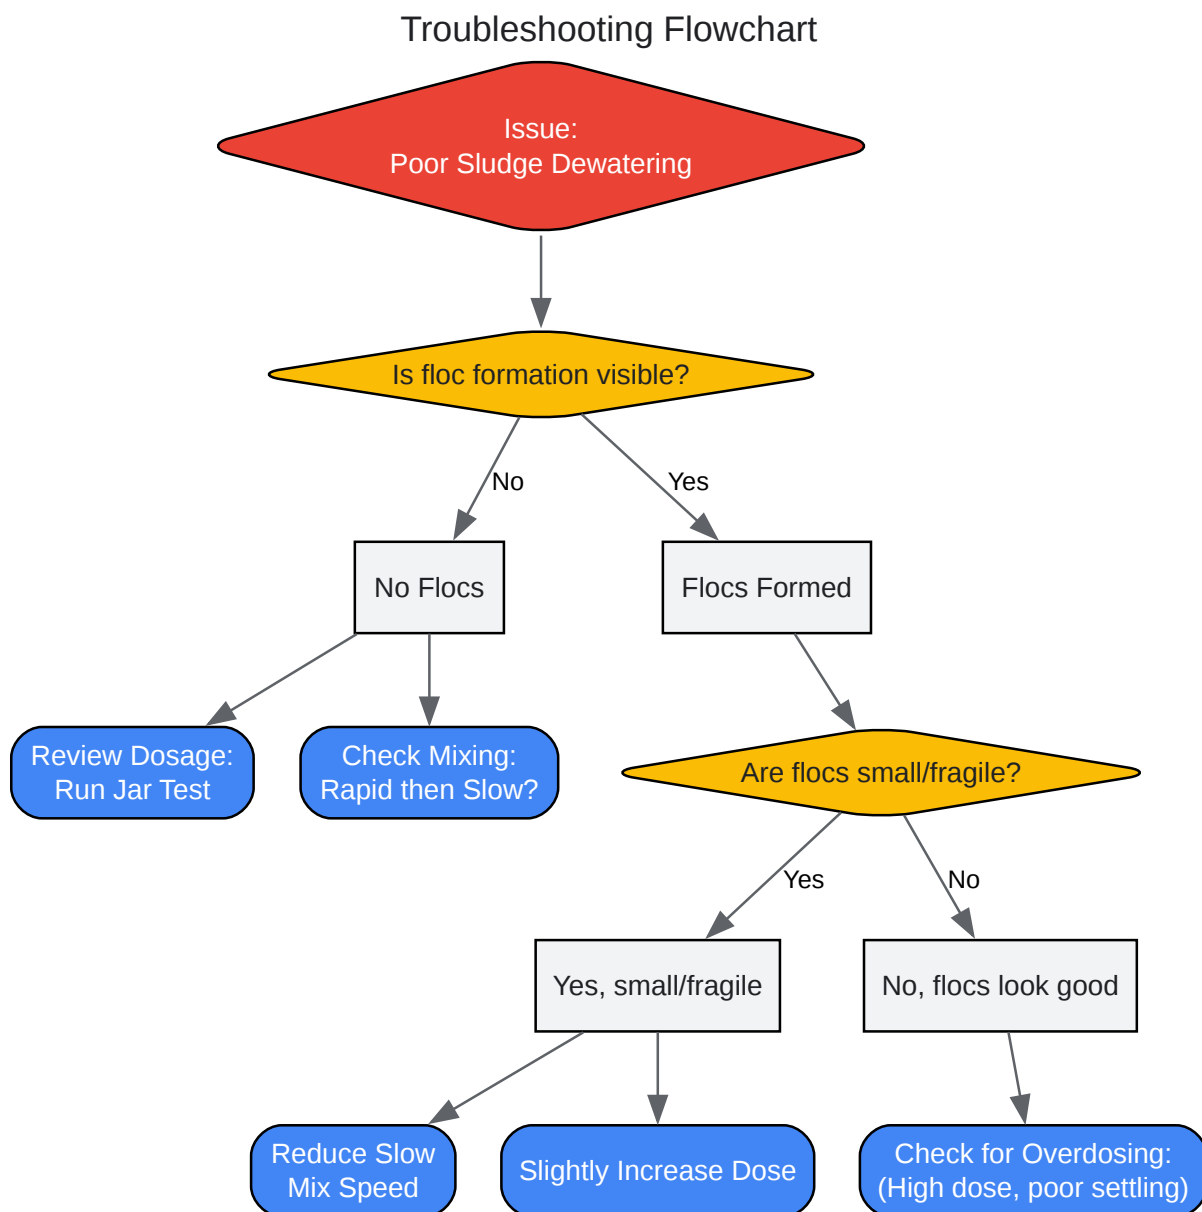 Troubleshooting Flowchart
Issue:
Poor Sludge Dewatering
Is floc formation visible?
No
Yes
No Flocs
Flocs Formed
Review Dosage:
Run Jar Test
Check Mixing:
Rapid then Slow?
Are flocs small/fragile?
Yes
No
Yes, small/fragile
No, flocs look good
Reduce Slow
Mix Speed
Slightly Increase Dose
Check for Overdosing:
(High dose, poor settling)